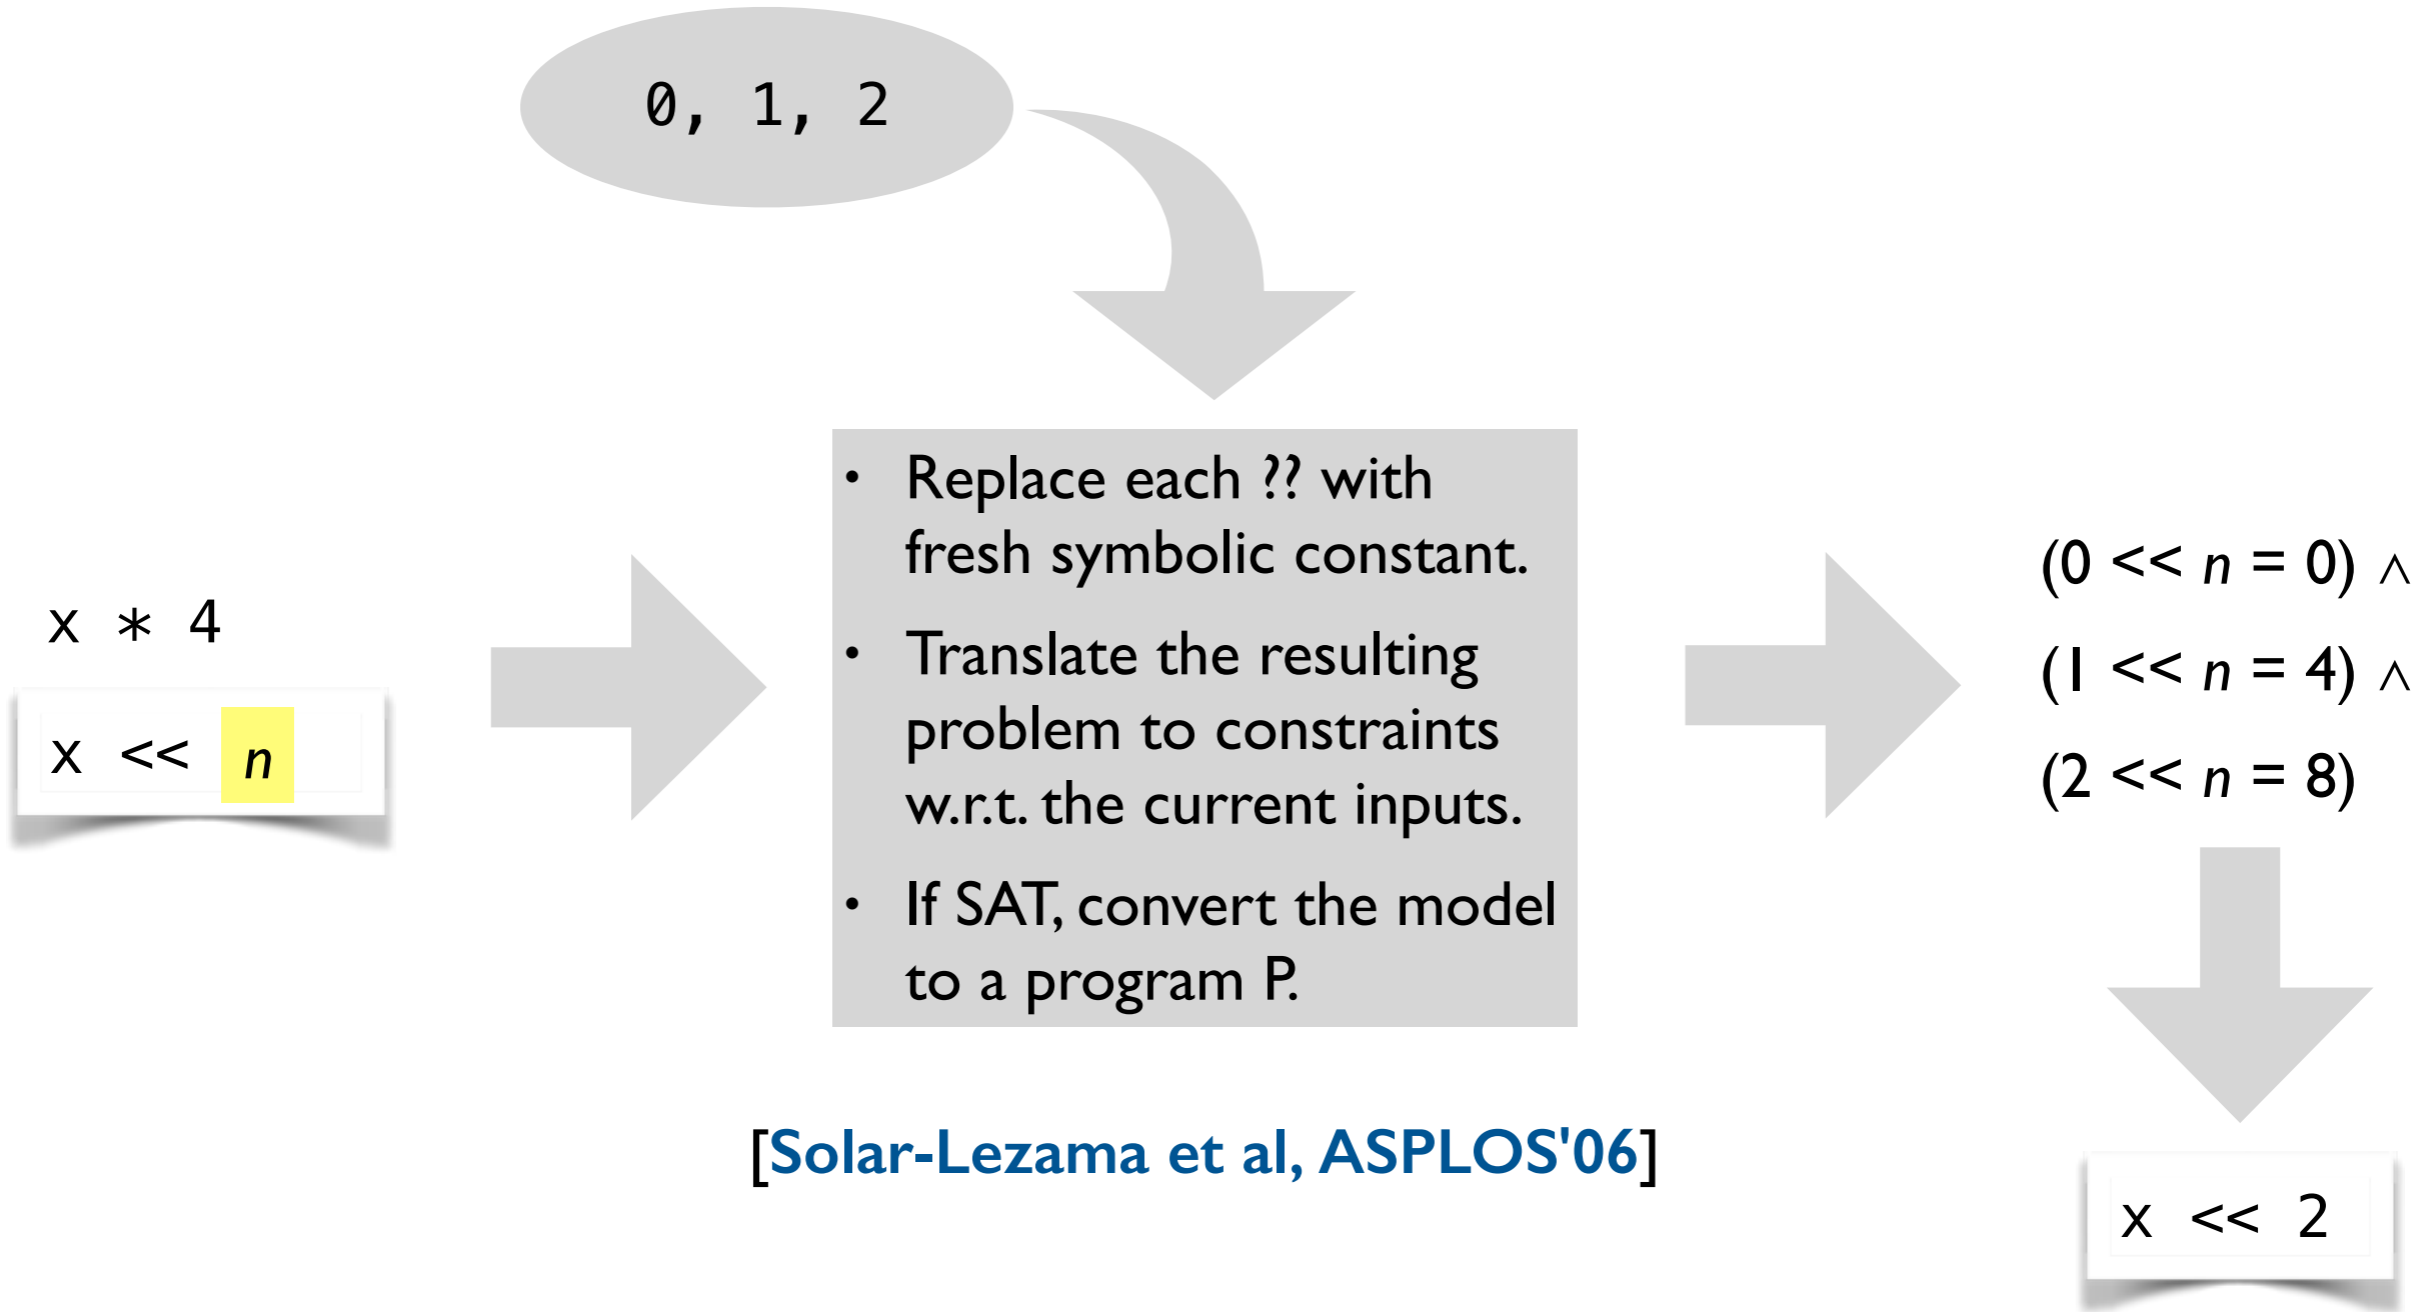 0, 1, 2
x * 4
x << n
• Replace each ?? with
fresh symbolic constant.
• Translate the resulting
problem to constraints
w.r.t. the current inputs.
• If SAT, convert the model
to a program P.
(0 << n = 0) ∧
(1 << n = 4) ∧
(2 << n = 8)
[Solar-Lezama et al, ASPLOS'06]
x << 2